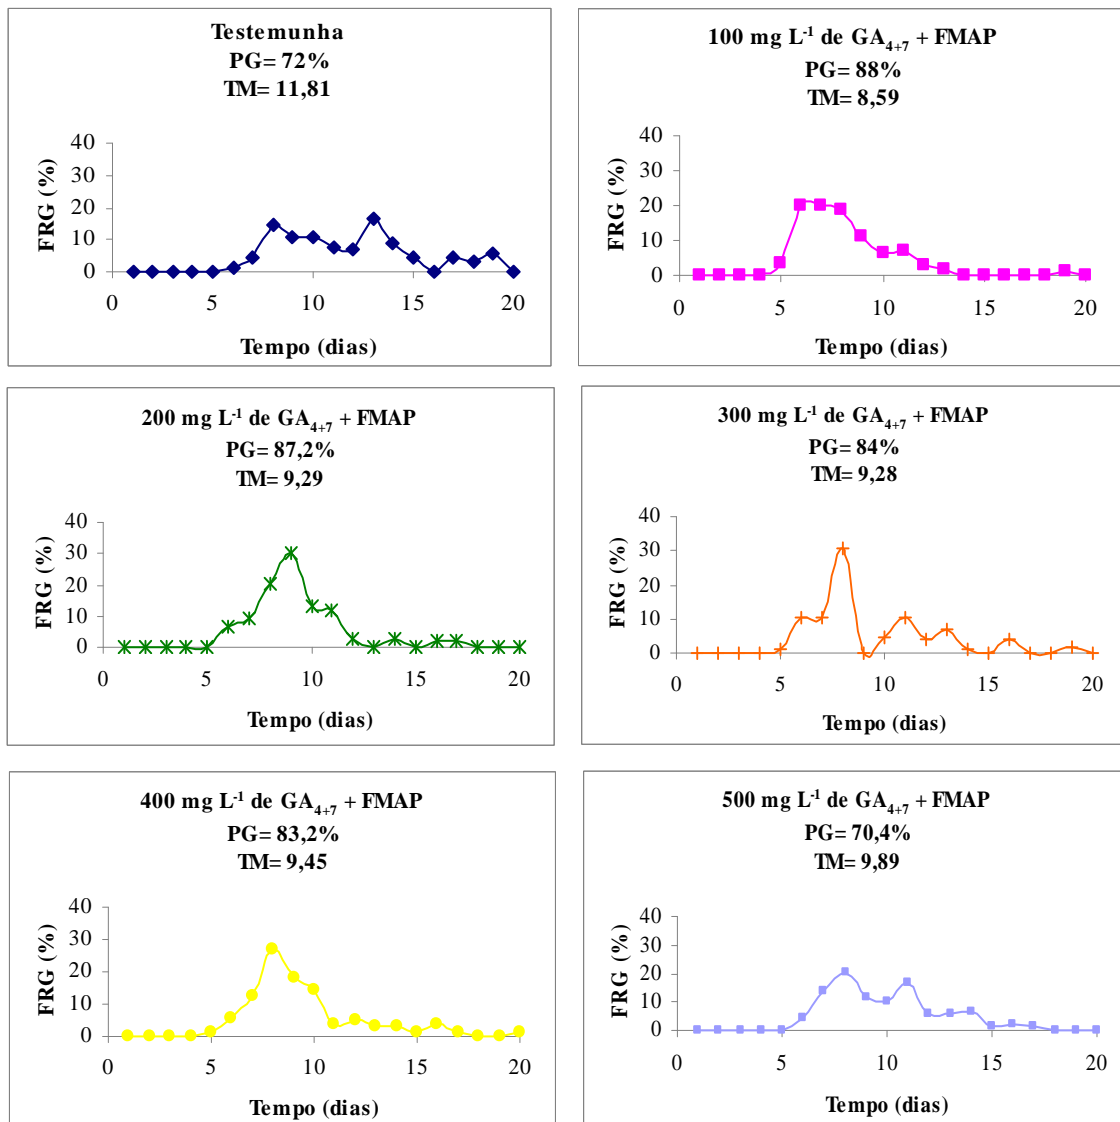 Testemunha
PG= 72%
TM= 11,81
40
30
20
10
0
FRG (%)
0 5 10 15 20
Tempo (dias)
100 mg L⁻¹ de GA₄₊₇ + FMAP
PG= 88%
TM= 8,59
40
30
20
10
0
FRG (%)
0 5 10 15 20
Tempo (dias)
200 mg L⁻¹ de GA₄₊₇ + FMAP
PG= 87,2%
TM= 9,29
40
30
20
10
0
FRG (%)
0 5 10 15 20
Tempo (dias)
300 mg L⁻¹ de GA₄₊₇ + FMAP
PG= 84%
TM= 9,28
40
30
20
10
0
FRG (%)
0 5 10 15 20
Tempo (dias)
400 mg L⁻¹ de GA₄₊₇ + FMAP
PG= 83,2%
TM= 9,45
40
30
20
10
0
FRG (%)
0 5 10 15 20
Tempo (dias)
500 mg L⁻¹ de GA₄₊₇ + FMAP
PG= 70,4%
TM= 9,89
40
30
20
10
0
FRG (%)
0 5 10 15 20
Tempo (dias)